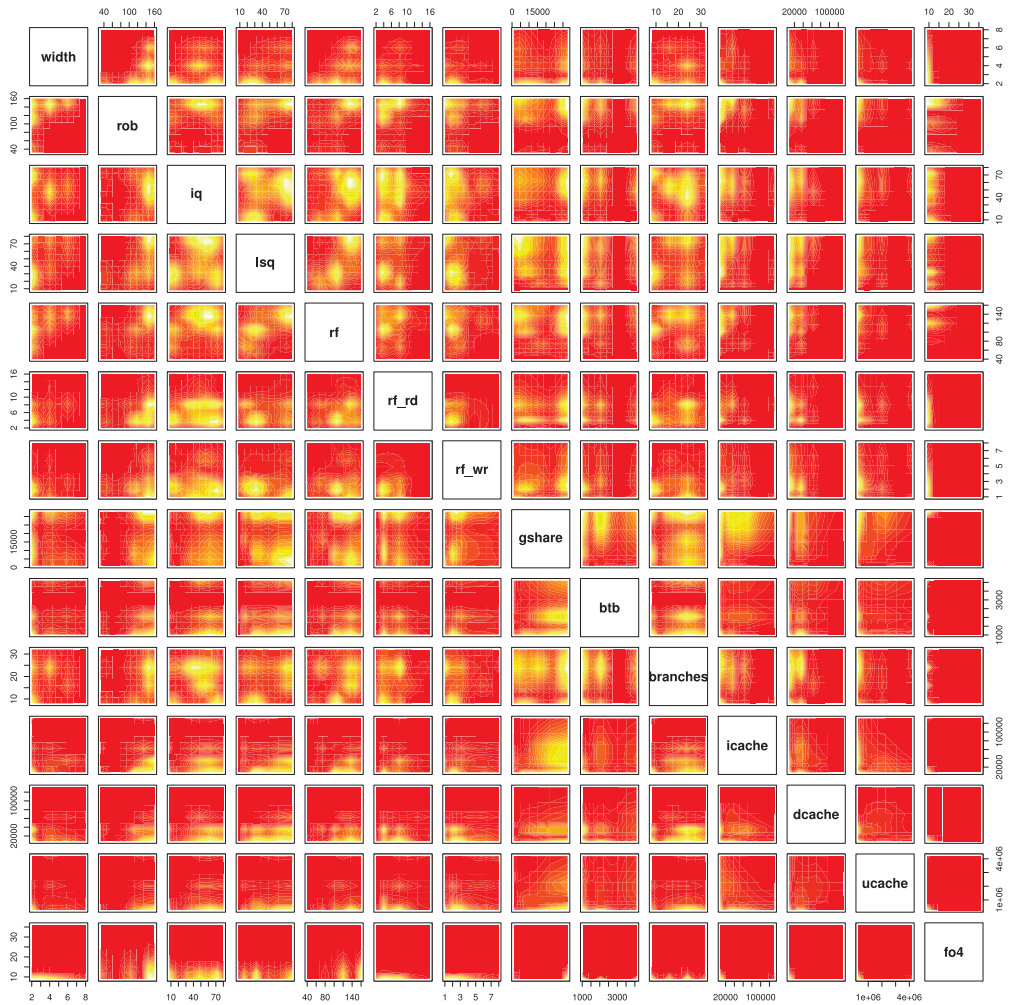 40 100 160
10 40 70
2 6 10 16
0 15000
10 20 30
20000 100000
10 20 30
width
2 4 6 8
40 100 160
rob
iq
10 30 50 70
10 40 70
lsq
rf
40 80 140
2 6 10 16
rf_rd
rf_wr
1 3 5 7
0 15000
gshare
btb
1000 3000
10 20 30
branches
icache
20000 100000
20000 100000
dcache
ucache
1e+06 4e+06
10 20 30
fo4
2 4 6 8
10 40 70
40 80 140
1 3 5 7
1000 3000
20000 100000
1e+06 4e+06